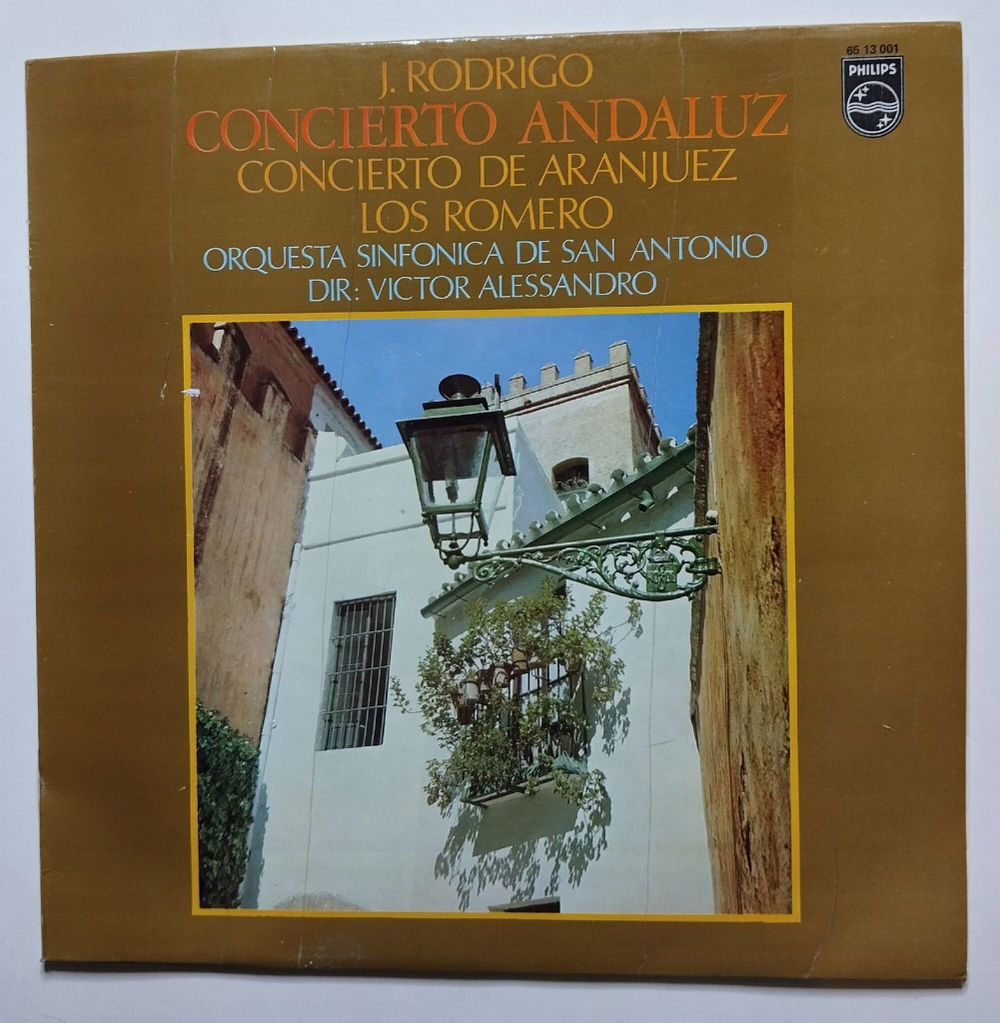 65 13 001
PHILIPS
J. RODRIGO
CONCIERTO ANDALUZ
CONCIERTO DE ARANJUEZ
LOS ROMERO
ORQUESTA SINFONICA DE SAN ANTONIO
DIR: VICTOR ALESSANDRO